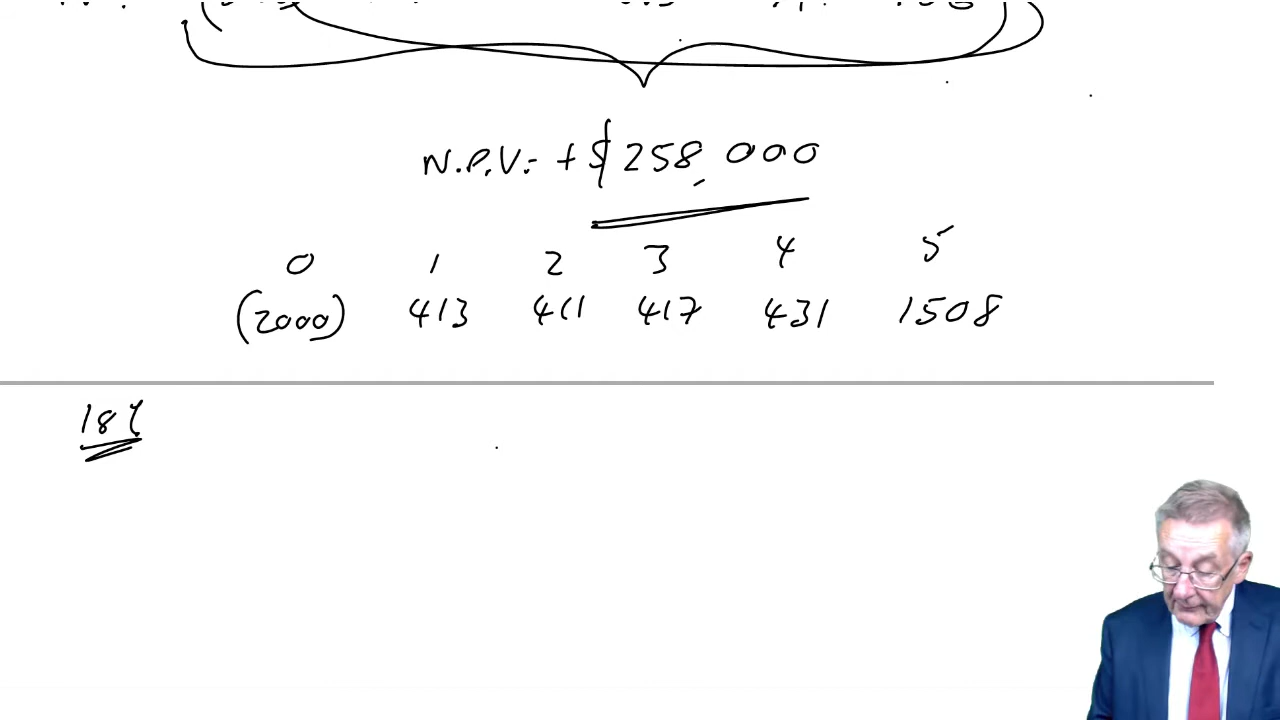 N.P.V. = + $ 258,000
0 1 2 3 4 5
(2000) 413 411 417 431 1508
18%